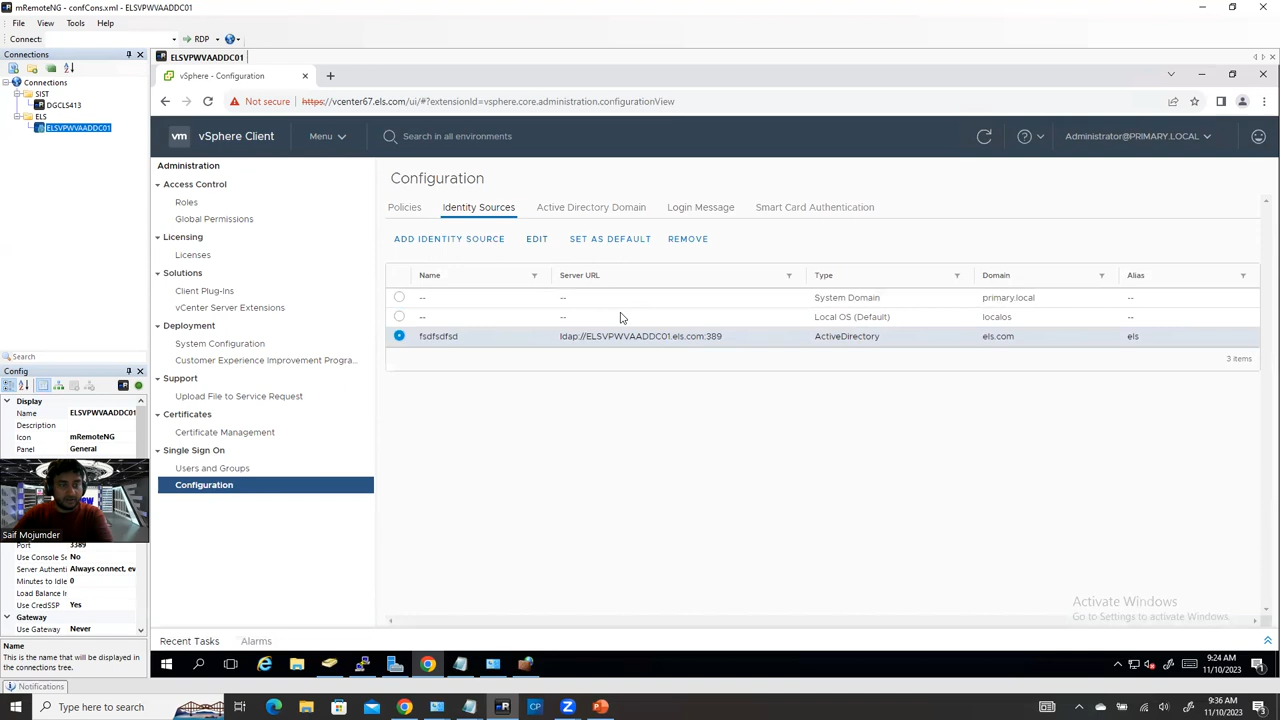 mRemoteNG - confCons.xml - ELSVPWVAADDC01
File View Tools Help
Connect: RDP
Connections
Connections
SIST
DGCLS413
ELS
ELSVPWVAADDC01
Config
Display
Name ELSVPWVAADDC01
Description
Icon mRemoteNG
Panel General
Saif Mojumder
Port 3389
Use Console Se No
Server Authenti Always connect, ev
Minutes to Idle 0
Load Balance In
Use CredSSP Yes
Gateway
Use Gateway Never
Name
This is the name that will be displayed in
the connections tree.
Notifications
ELSVPWVAADDC01
vSphere - Configuration
Not secure https://vcenter67.els.com/ui/#?extensionId=vsphere.core.administration.configurationView
vm vSphere Client Menu Search in all environments Administrator@PRIMARY.LOCAL
Administration
Access Control
Roles
Global Permissions
Licensing
Licenses
Solutions
Client Plug-Ins
vCenter Server Extensions
Deployment
System Configuration
Customer Experience Improvement Progra...
Support
Upload File to Service Request
Certificates
Certificate Management
Single Sign On
Users and Groups
Configuration
Configuration
Policies Identity Sources Active Directory Domain Login Message Smart Card Authentication
ADD IDENTITY SOURCE EDIT SET AS DEFAULT REMOVE
Name Server URL Type Domain Alias
-- -- System Domain primary.local --
-- -- Local OS (Default) localos --
fsdfsdfsd ldap://ELSVPWVAADDC01.els.com:389 ActiveDirectory els.com els
3 items
Activate Windows
Go to Settings to activate Windows.
Recent Tasks Alarms
9:24 AM
11/10/2023
Type here to search
9:36 AM
11/10/2023